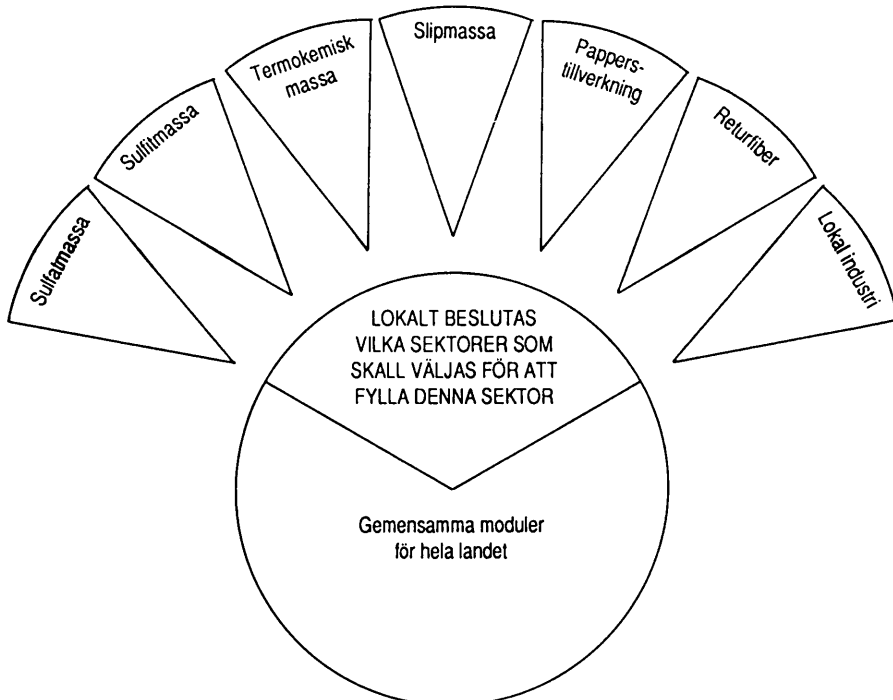 Sulfatmassa
Sulfitmassa
Termokemisk
massa
Slipmassa
Pappers-
tillverkning
Returfiber
Lokal industri
LOKALT BESLUTAS
VILKA SEKTORER SOM
SKALL VÄLJAS FÖR ATT
FYLLA DENNA SEKTOR
Gemensamma moduler
för hela landet